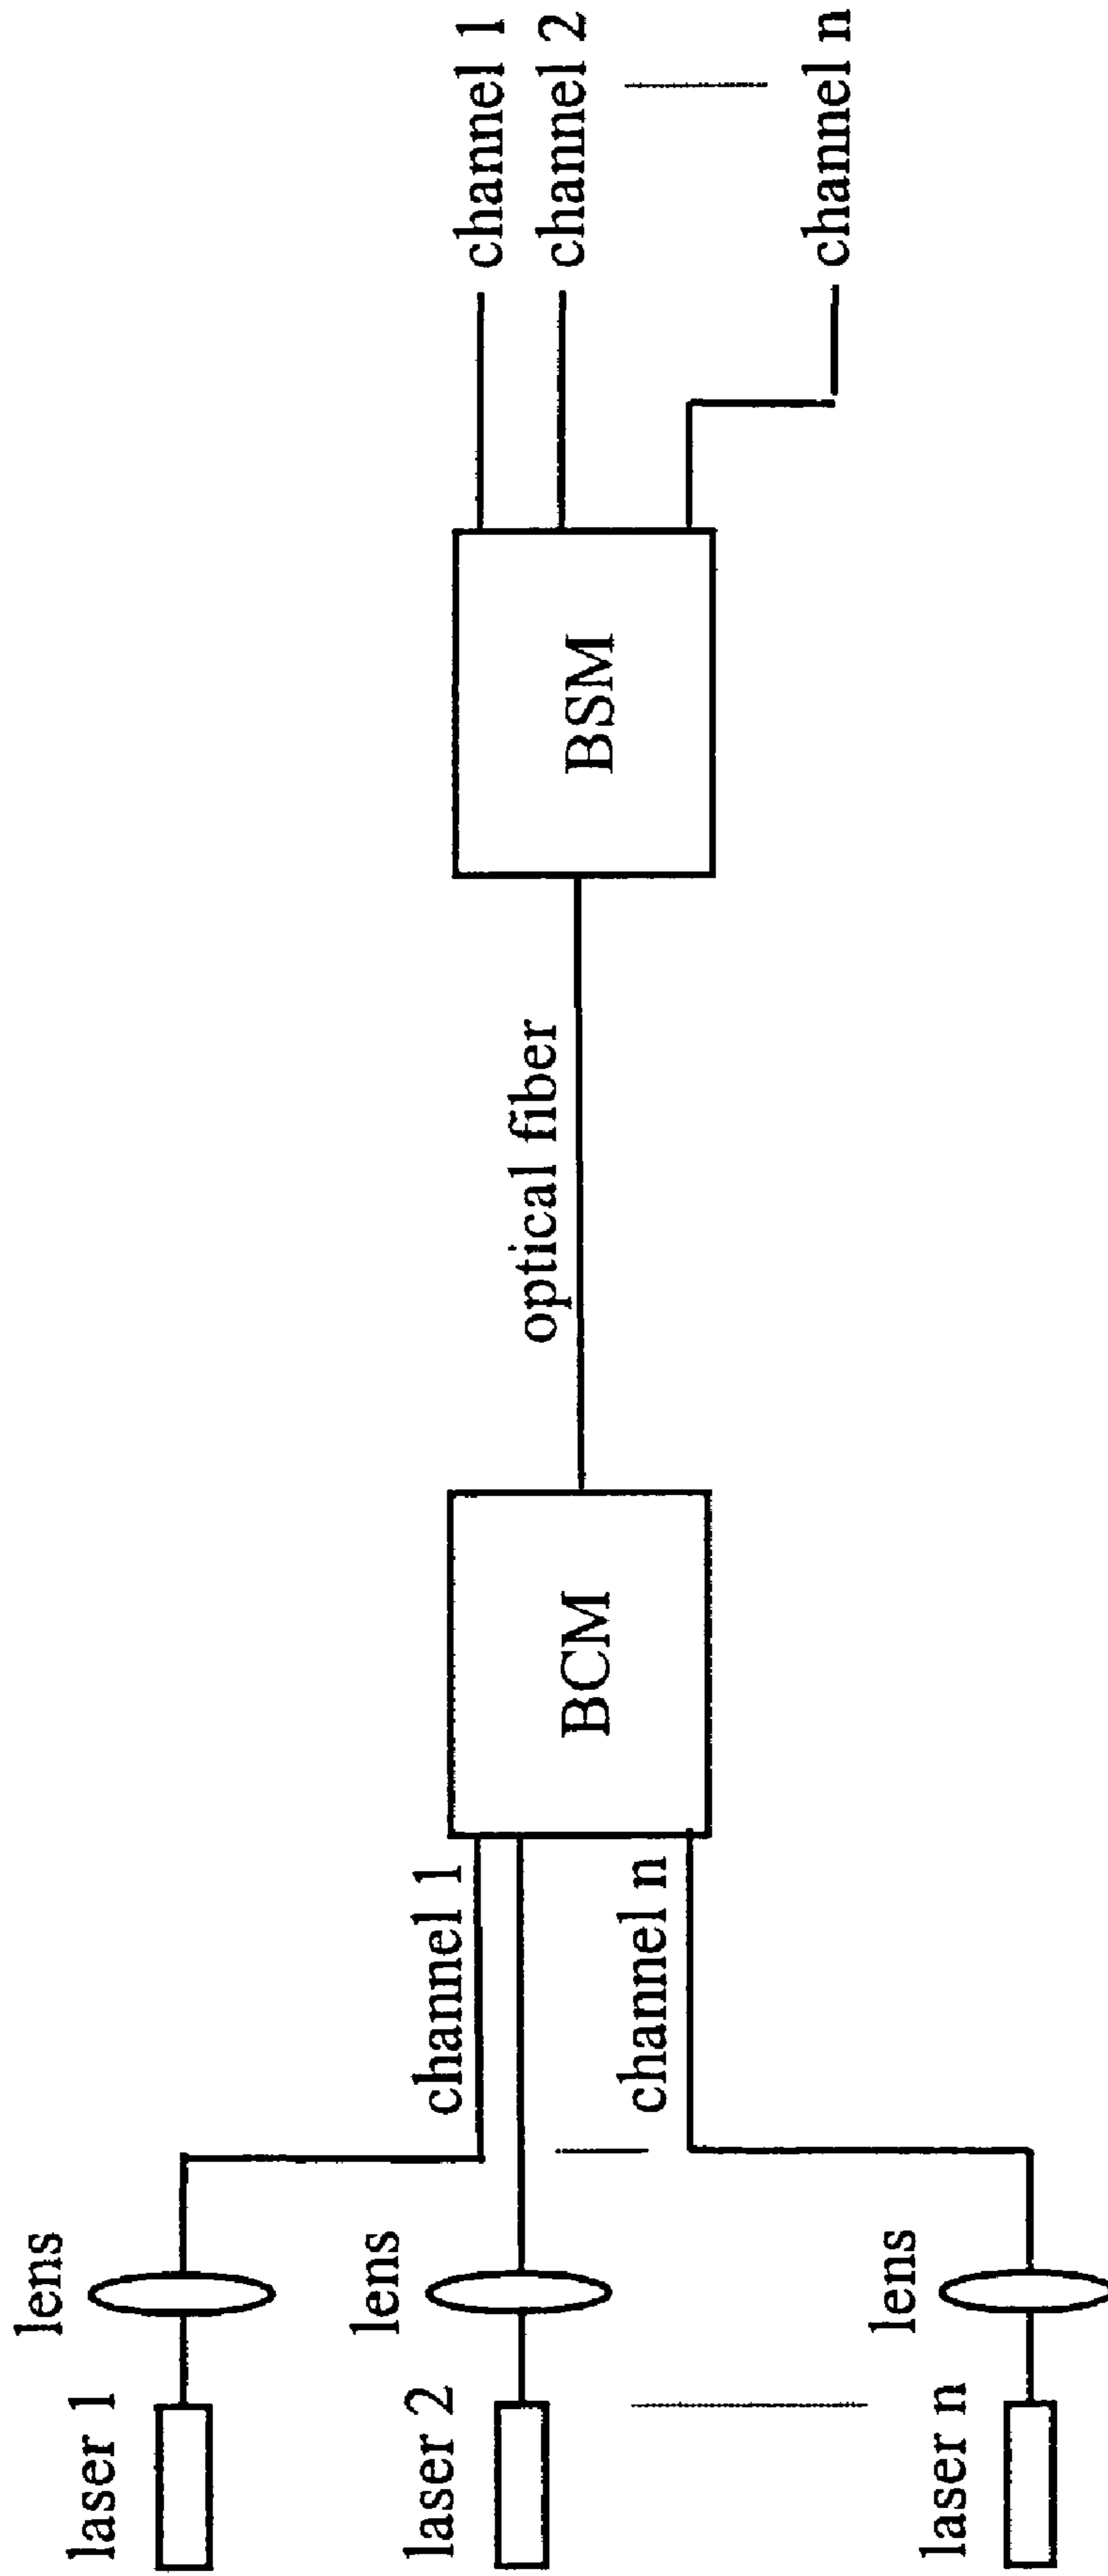 laser 1
lens
laser 2
lens
laser n
lens
channel 1
channel n
BCM
optical fiber
BSM
channel 1
channel 2
channel n